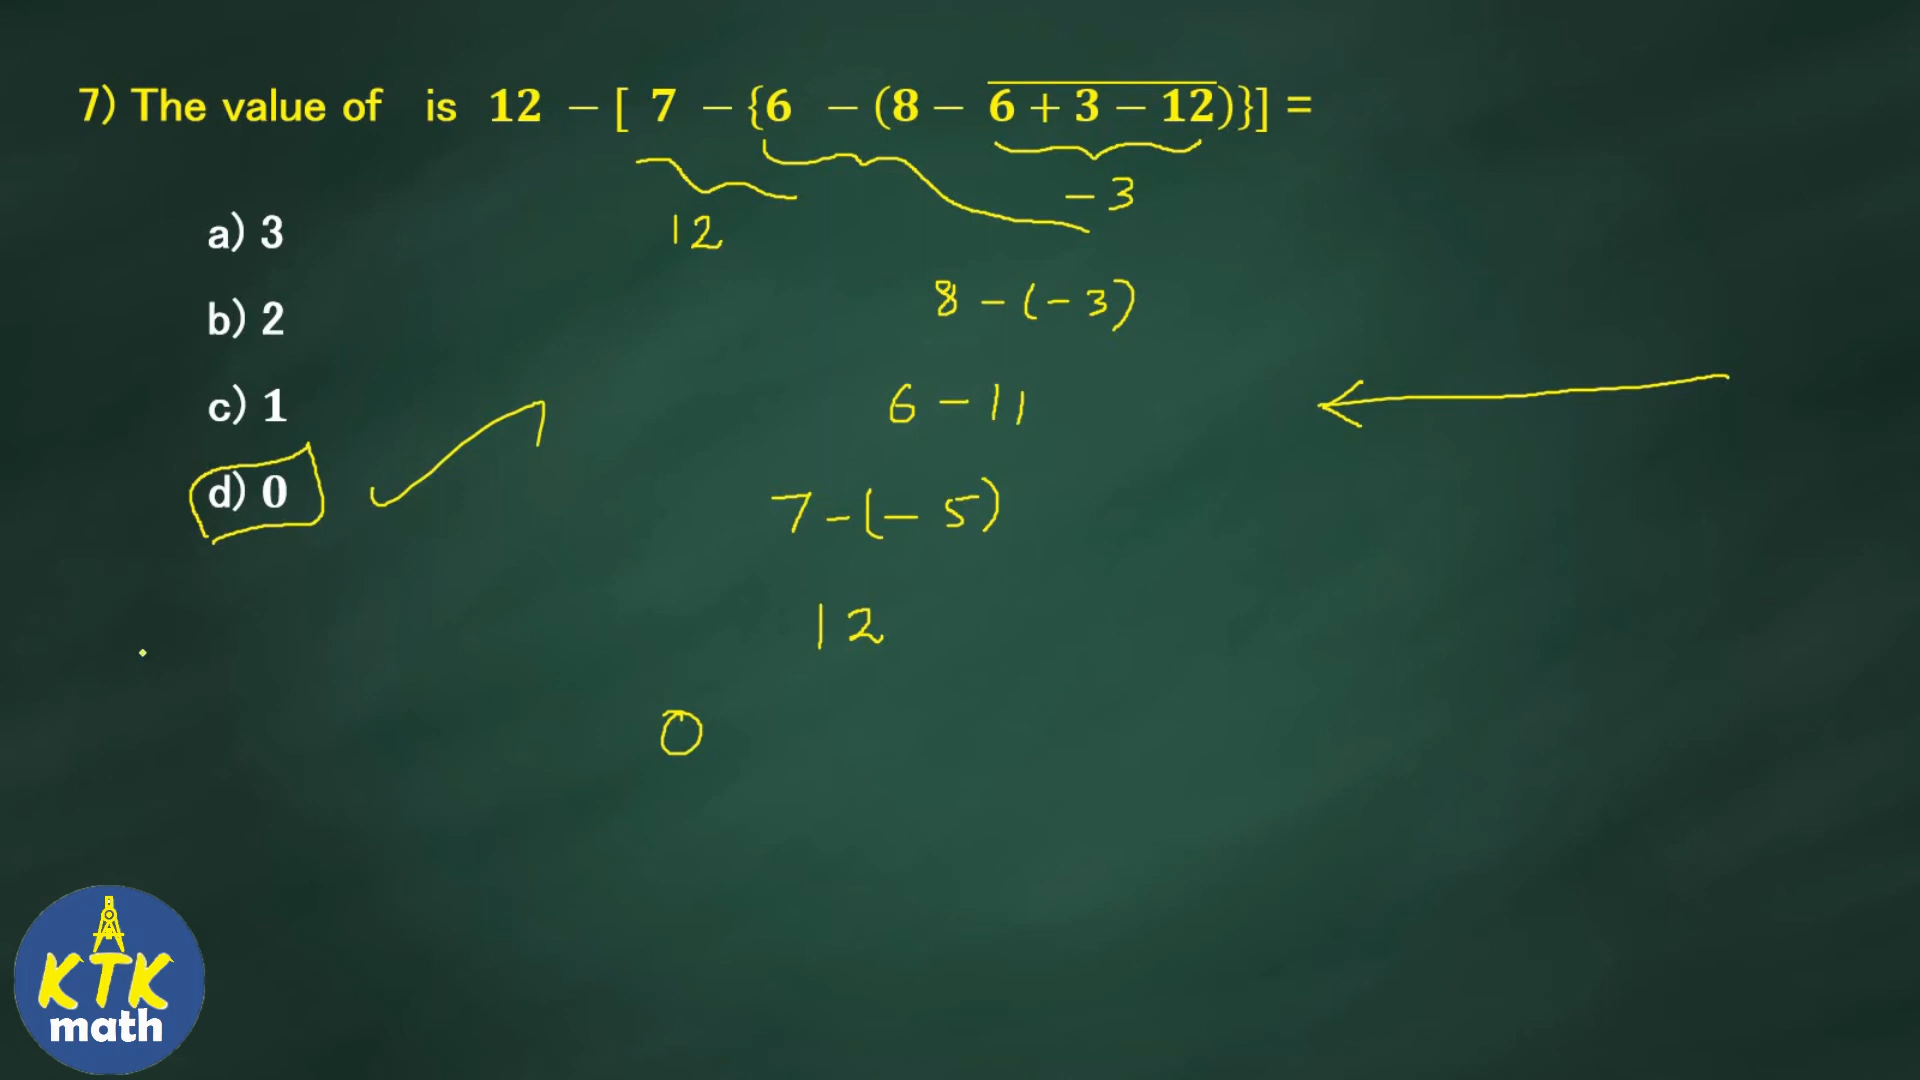 7) The value of is 12 − [ 7 − {6 − (8 − 6 + 3 − 12)}] =
− 3
12
a) 3
8 − (− 3)
b) 2
c) 1
6 − 11
d) 0
7 − (− 5)
12
0
KTK
math